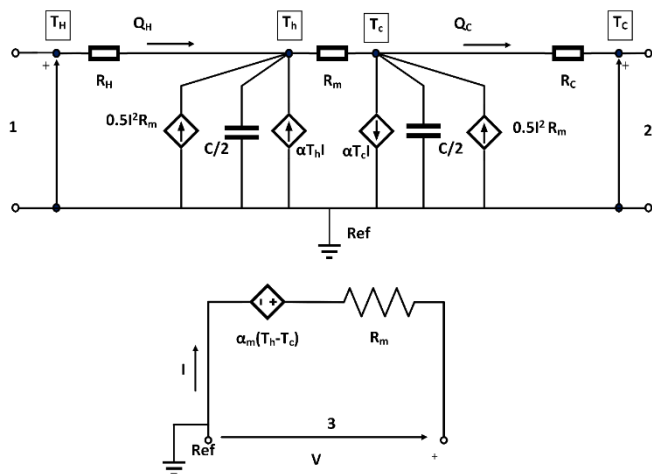 T_H Q_H T_h T_c Q_C T_C
+ +
R_H R_m R_C
0.5I²R_m C/2 αT_hI αT_cI C/2 0.5I² R_m
1 2
Ref
- +
α_m(T_h-T_c) R_m
I
3
Ref +
V